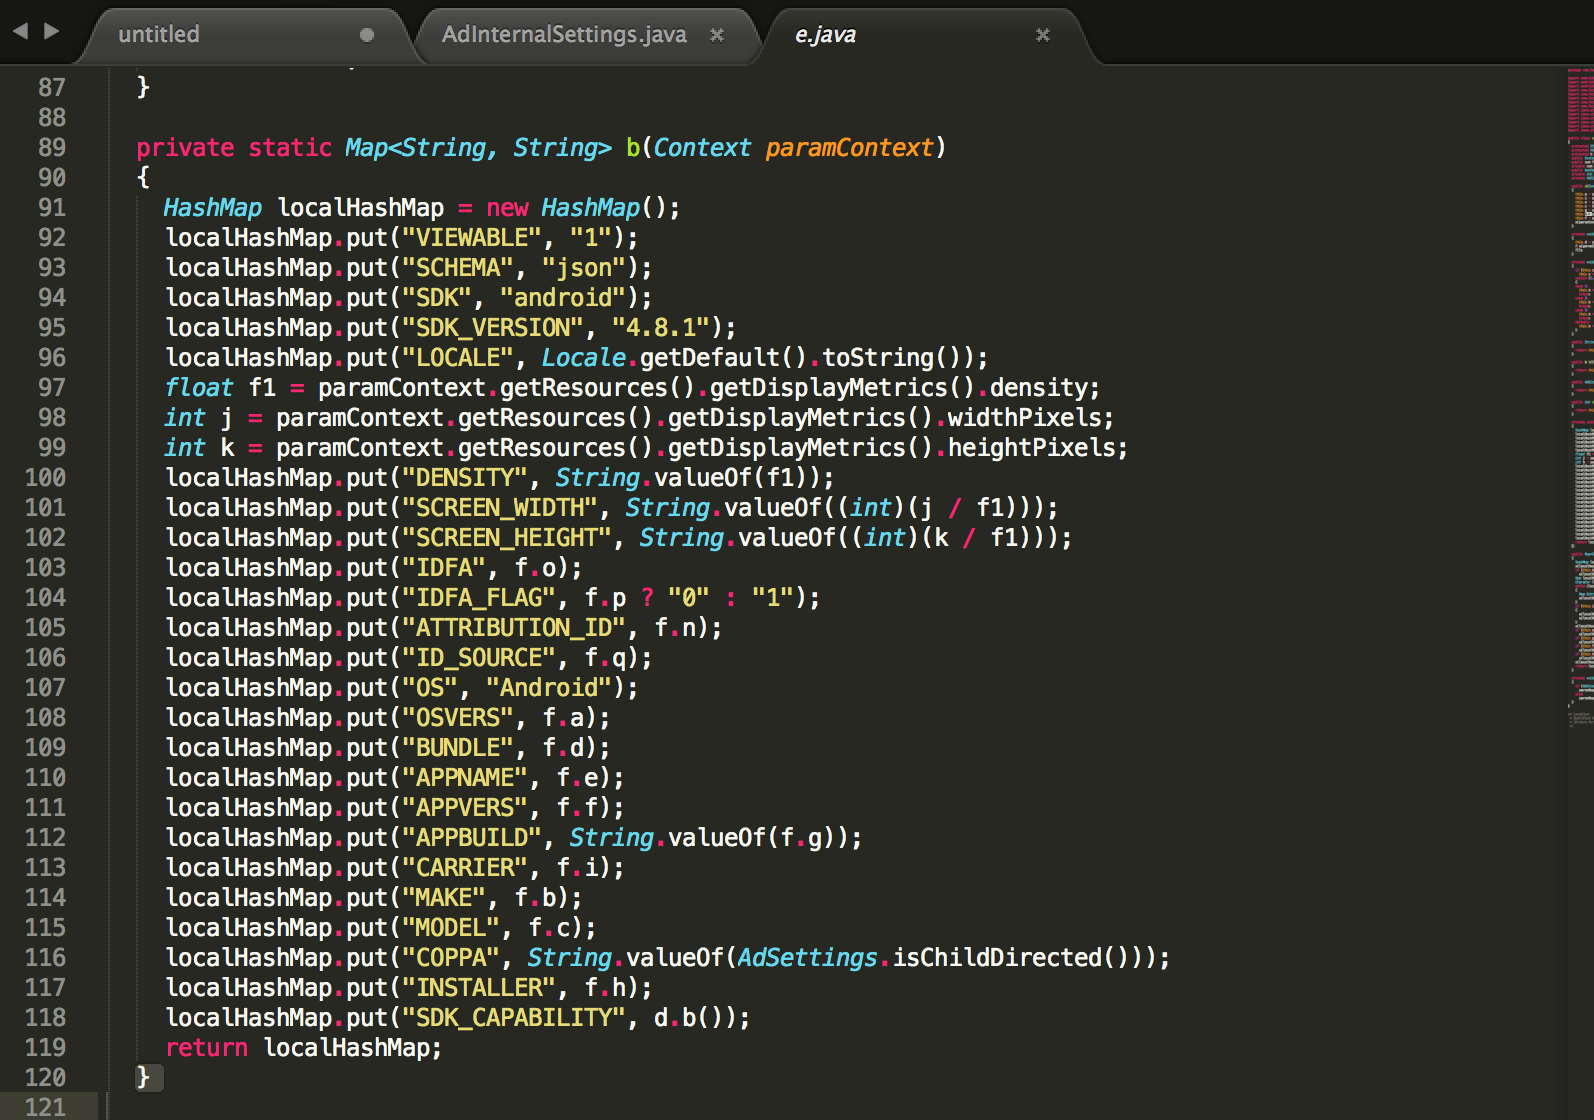 untitled
AdInternalSettings.java
e.java
87 }
88
89 private static Map<String, String> b(Context paramContext)
90 {
91 HashMap localHashMap = new HashMap();
92 localHashMap.put("VIEWABLE", "1");
93 localHashMap.put("SCHEMA", "json");
94 localHashMap.put("SDK", "android");
95 localHashMap.put("SDK_VERSION", "4.8.1");
96 localHashMap.put("LOCALE", Locale.getDefault().toString());
97 float f1 = paramContext.getResources().getDisplayMetrics().density;
98 int j = paramContext.getResources().getDisplayMetrics().widthPixels;
99 int k = paramContext.getResources().getDisplayMetrics().heightPixels;
100 localHashMap.put("DENSITY", String.valueOf(f1));
101 localHashMap.put("SCREEN_WIDTH", String.valueOf((int)(j / f1)));
102 localHashMap.put("SCREEN_HEIGHT", String.valueOf((int)(k / f1)));
103 localHashMap.put("IDFA", f.o);
104 localHashMap.put("IDFA_FLAG", f.p ? "0" : "1");
105 localHashMap.put("ATTRIBUTION_ID", f.n);
106 localHashMap.put("ID_SOURCE", f.q);
107 localHashMap.put("OS", "Android");
108 localHashMap.put("OSVERS", f.a);
109 localHashMap.put("BUNDLE", f.d);
110 localHashMap.put("APPNAME", f.e);
111 localHashMap.put("APPVERS", f.f);
112 localHashMap.put("APPBUILD", String.valueOf(f.g));
113 localHashMap.put("CARRIER", f.i);
114 localHashMap.put("MAKE", f.b);
115 localHashMap.put("MODEL", f.c);
116 localHashMap.put("COPPA", String.valueOf(AdSettings.isChildDirected()));
117 localHashMap.put("INSTALLER", f.h);
118 localHashMap.put("SDK_CAPABILITY", d.b());
119 return localHashMap;
120 }
121